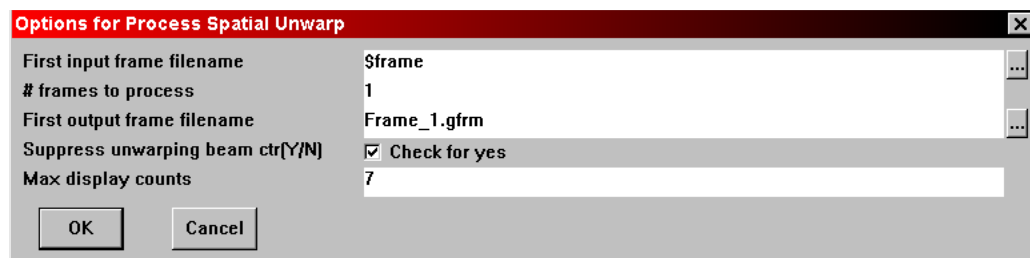 Options for Process Spatial Unwarp
First input frame filename $frame ...
# frames to process 1
First output frame filename Frame_1.gfrm ...
Suppress unwarping beam ctr(Y/N) Check for yes
Max display counts 7
OK Cancel